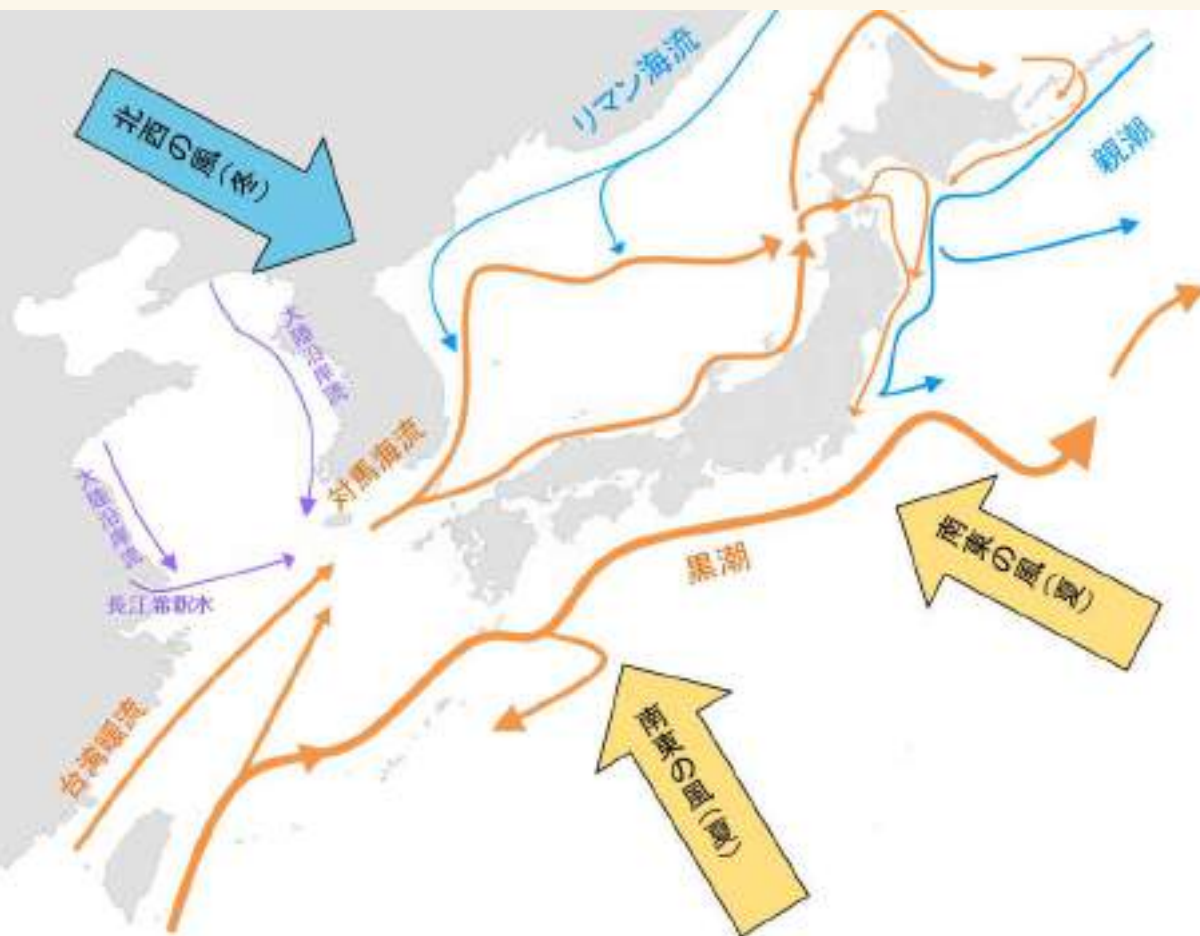 リマン海流
北西の風(冬)
親潮
大陸沿岸流
対馬海流
大陸沿岸流
南東の風(夏)
黒潮
長江希釈水
台湾暖流
南東の風(夏)